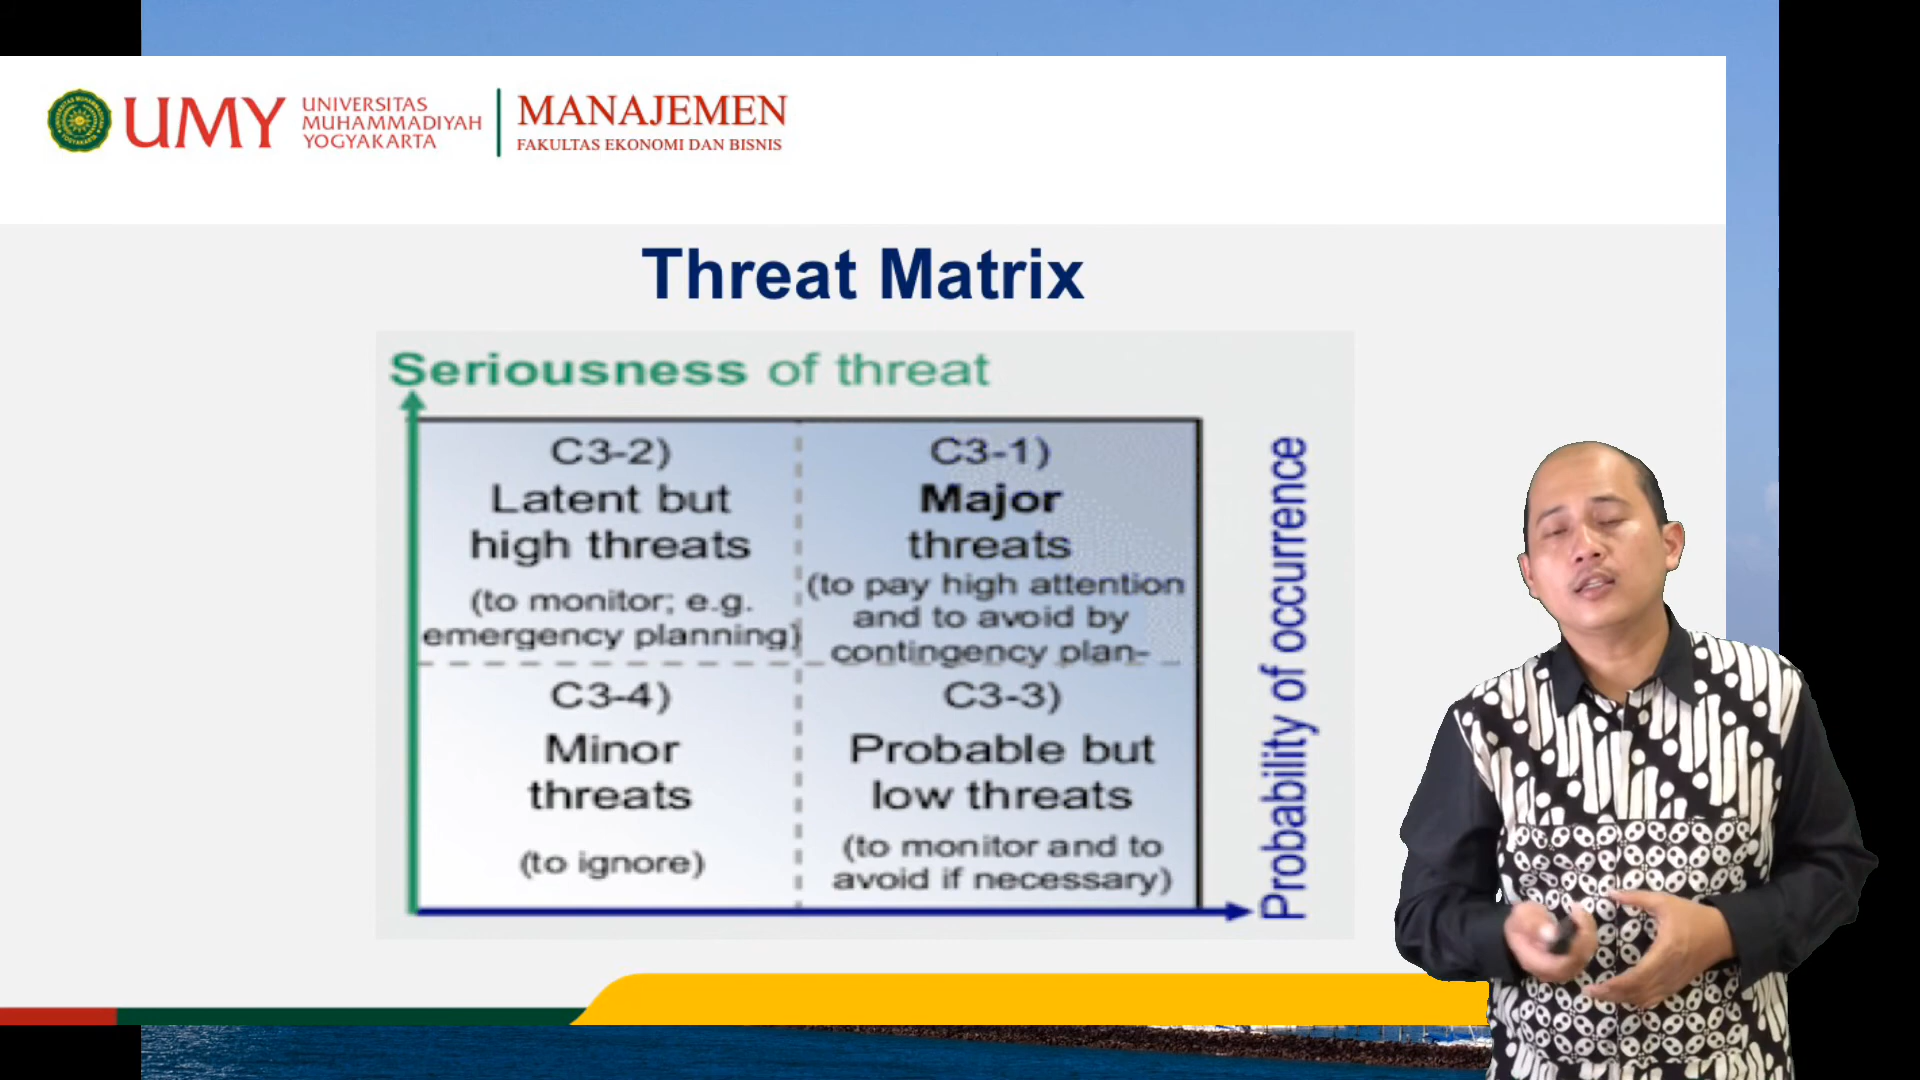 UMY
UNIVERSITAS
MUHAMMADIYAH
YOGYAKARTA
MANAJEMEN
FAKULTAS EKONOMI DAN BISNIS
Threat Matrix
Seriousness of threat
C3-2)
Latent but
high threats
(to monitor; e.g.
emergency planning)
C3-1)
Major
threats
(to pay high attention
and to avoid by
contingency plan-
C3-4)
Minor
threats
(to ignore)
C3-3)
Probable but
low threats
(to monitor and to
avoid if necessary)
Probability of occurrence